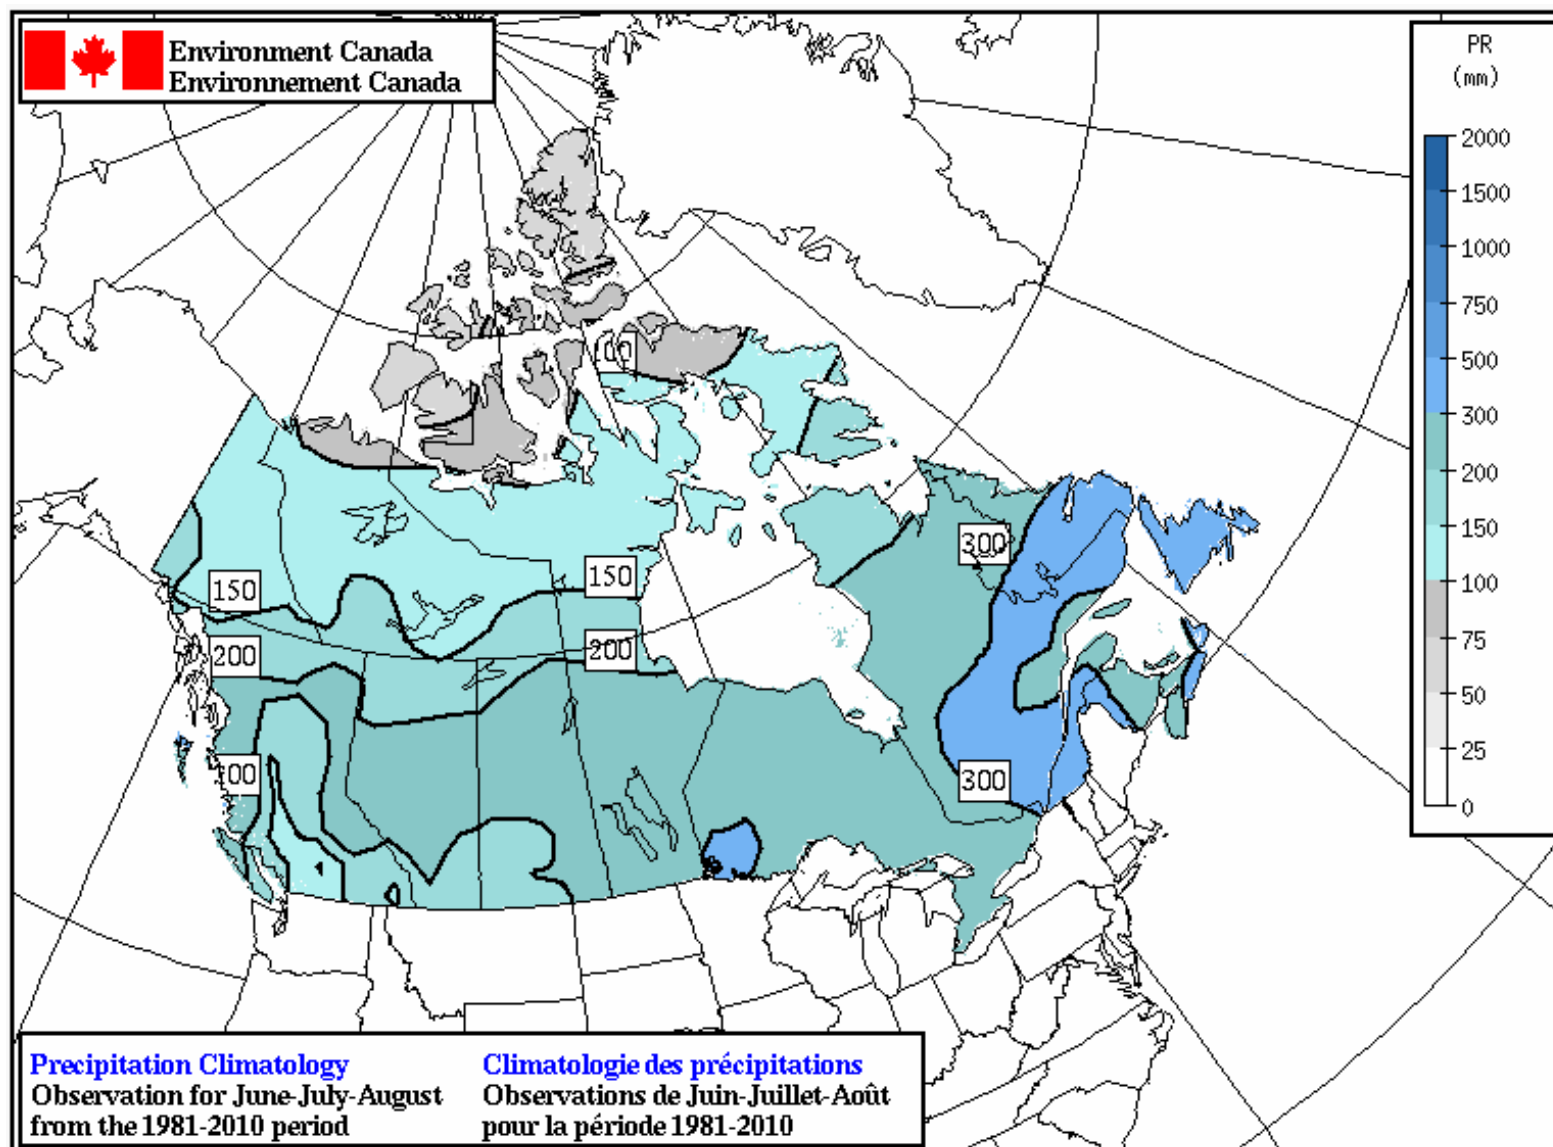 Environment Canada
Environnement Canada
PR
(mm)
2000
1500
1000
750
500
300
200
150
100
75
50
25
0
300
150
150
200
200
300
Precipitation Climatology
Observation for June-July-August
from the 1981-2010 period
Climatologie des précipitations
Observations de Juin-Juillet-Août
pour la période 1981-2010